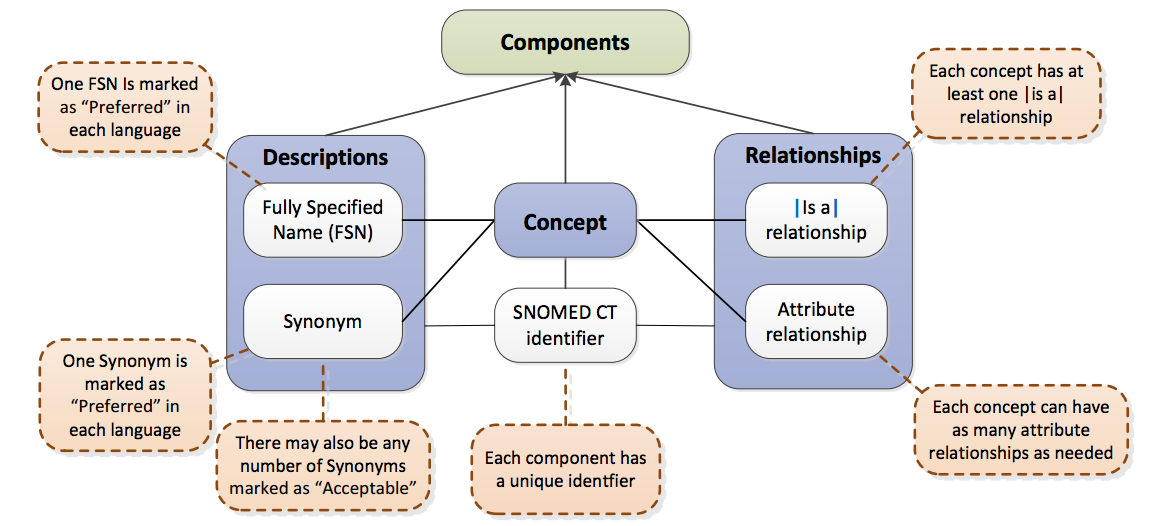 Components
One FSN Is marked
as “Preferred” in
each language
Each concept has at
least one |is a|
relationship
Descriptions
Fully Specified
Name (FSN)
Synonym
Concept
SNOMED CT
identifier
Relationships
|Is a|
relationship
Attribute
relationship
One Synonym is
marked as
“Preferred” in
each language
There may also be any
number of Synonyms
marked as “Acceptable”
Each component has
a unique identfier
Each concept can have
as many attribute
relationships as needed